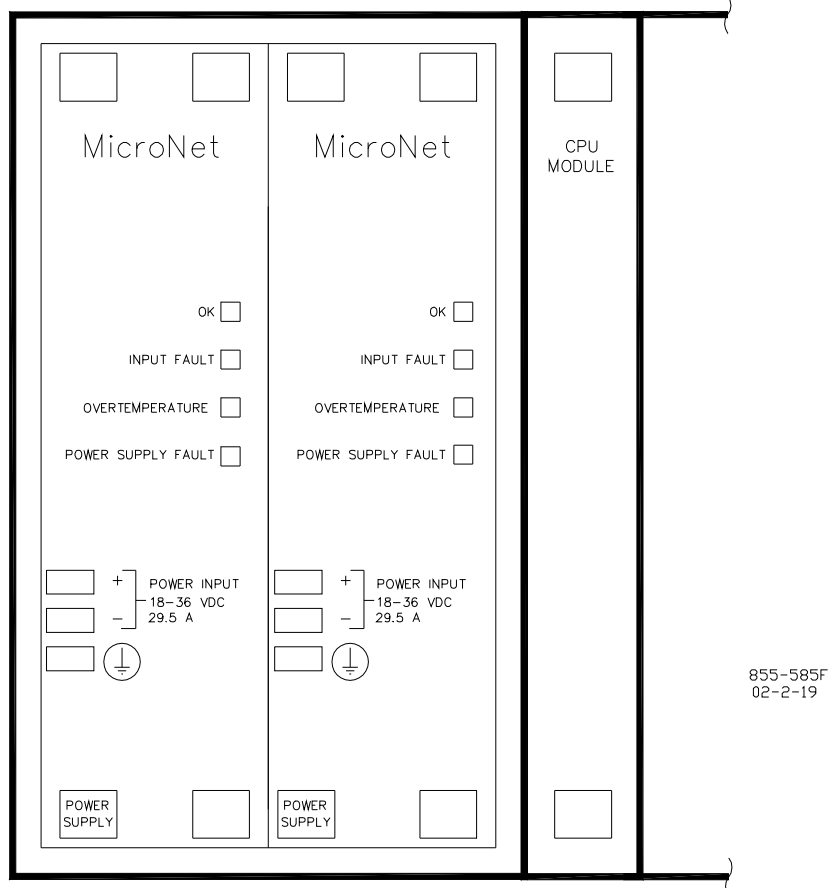 MicroNet
OK
INPUT FAULT
OVERTEMPERATURE
POWER SUPPLY FAULT
+
POWER INPUT
18-36 VDC
29.5 A
-
POWER
SUPPLY
MicroNet
OK
INPUT FAULT
OVERTEMPERATURE
POWER SUPPLY FAULT
+
POWER INPUT
18-36 VDC
29.5 A
-
POWER
SUPPLY
CPU
MODULE
855-585F
02-2-19